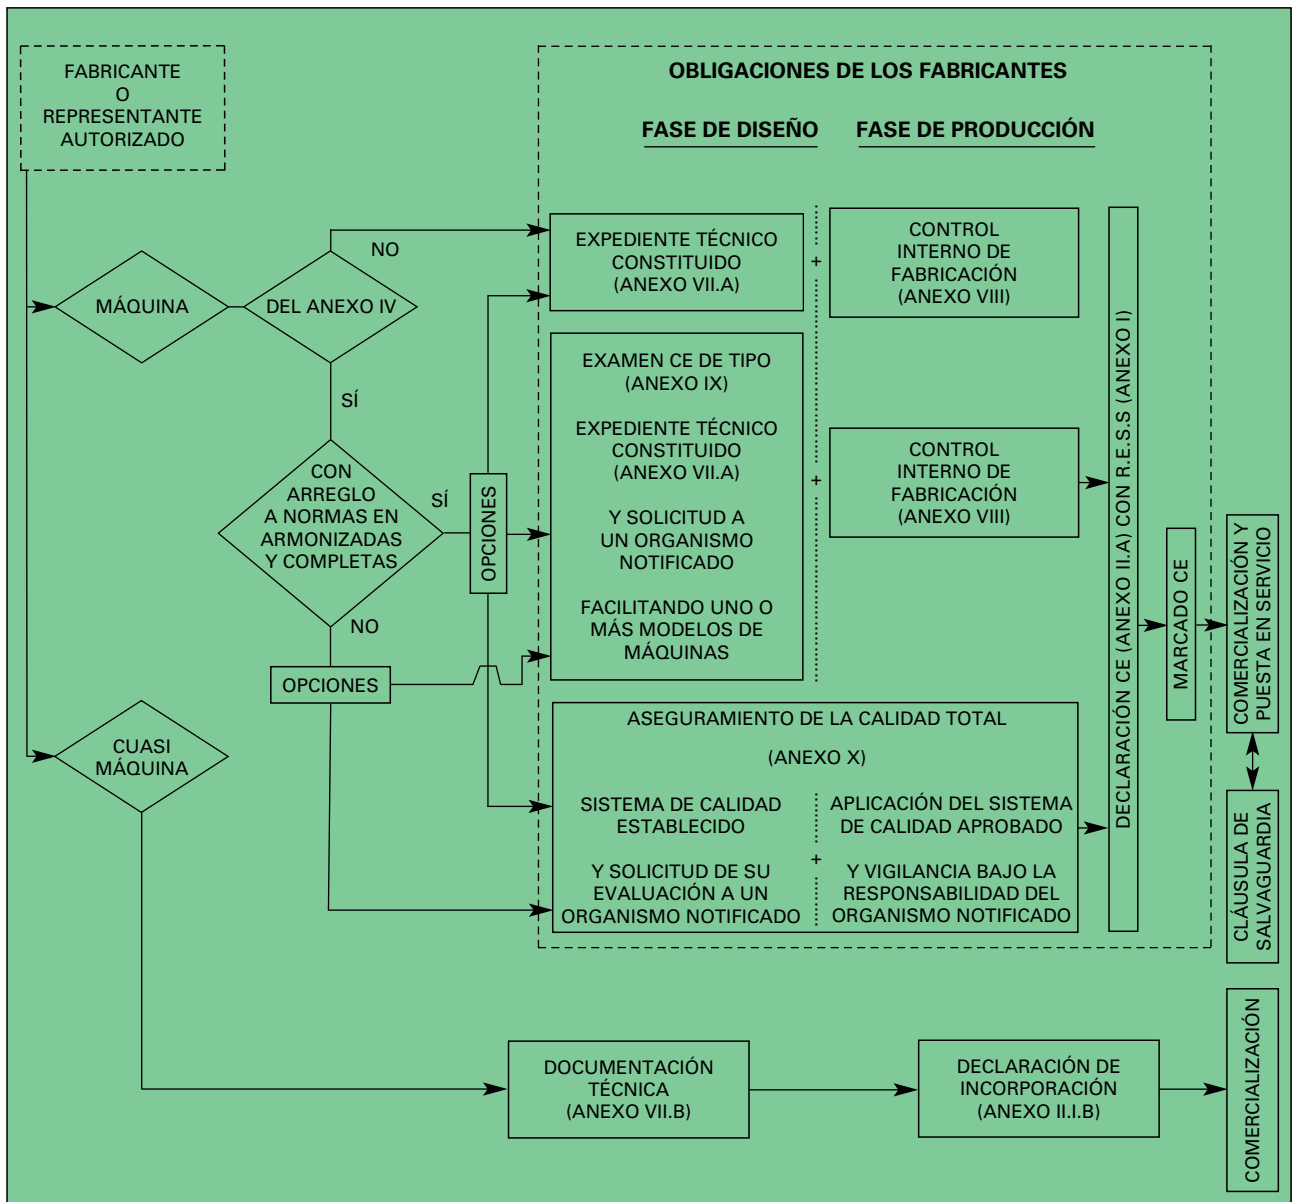 FABRICANTE
O
REPRESENTANTE
AUTORIZADO
OBLIGACIONES DE LOS FABRICANTES
FASE DE DISEÑO
FASE DE PRODUCCIÓN
MÁQUINA
DEL ANEXO IV
NO
SÍ
EXPEDIENTE TÉCNICO
CONSTITUIDO
(ANEXO VII.A)
+
CONTROL
INTERNO DE
FABRICACIÓN
(ANEXO VIII)
CON
ARREGLO
A NORMAS EN
ARMONIZADAS
Y COMPLETAS
SÍ
OPCIONES
NO
OPCIONES
EXAMEN CE DE TIPO
(ANEXO IX)
EXPEDIENTE TÉCNICO
CONSTITUIDO
(ANEXO VII.A)
Y SOLICITUD A
UN ORGANISMO
NOTIFICADO
FACILITANDO UNO O
MÁS MODELOS DE
MÁQUINAS
+
CONTROL
INTERNO DE
FABRICACIÓN
(ANEXO VIII)
ASEGURAMIENTO DE LA CALIDAD TOTAL
(ANEXO X)
SISTEMA DE CALIDAD
ESTABLECIDO
Y SOLICITUD DE SU
EVALUACIÓN A UN
ORGANISMO NOTIFICADO
+
APLICACIÓN DEL SISTEMA
DE CALIDAD APROBADO
Y VIGILANCIA BAJO LA
RESPONSABILIDAD DEL
ORGANISMO NOTIFICADO
DECLARACIÓN CE (ANEXO II.A) CON R.E.S.S (ANEXO I)
MARCADO CE
COMERCIALIZACIÓN Y
PUESTA EN SERVICIO
CLÁUSULA DE
SALVAGUARDIA
CUASI
MÁQUINA
DOCUMENTACIÓN
TÉCNICA
(ANEXO VII.B)
DECLARACIÓN DE
INCORPORACIÓN
(ANEXO II.I.B)
COMERCIALIZACIÓN